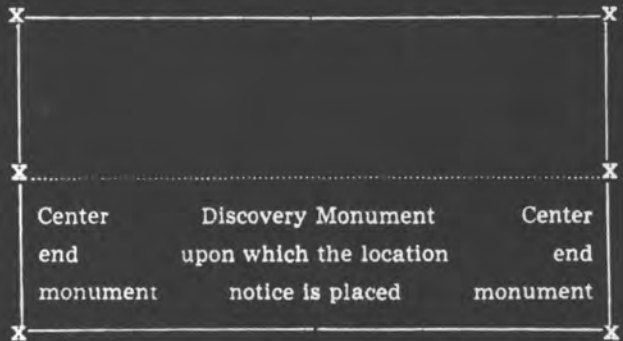 X X
X X
Center Discovery Monument Center
end upon which the location end
monument notice is placed monument
X X